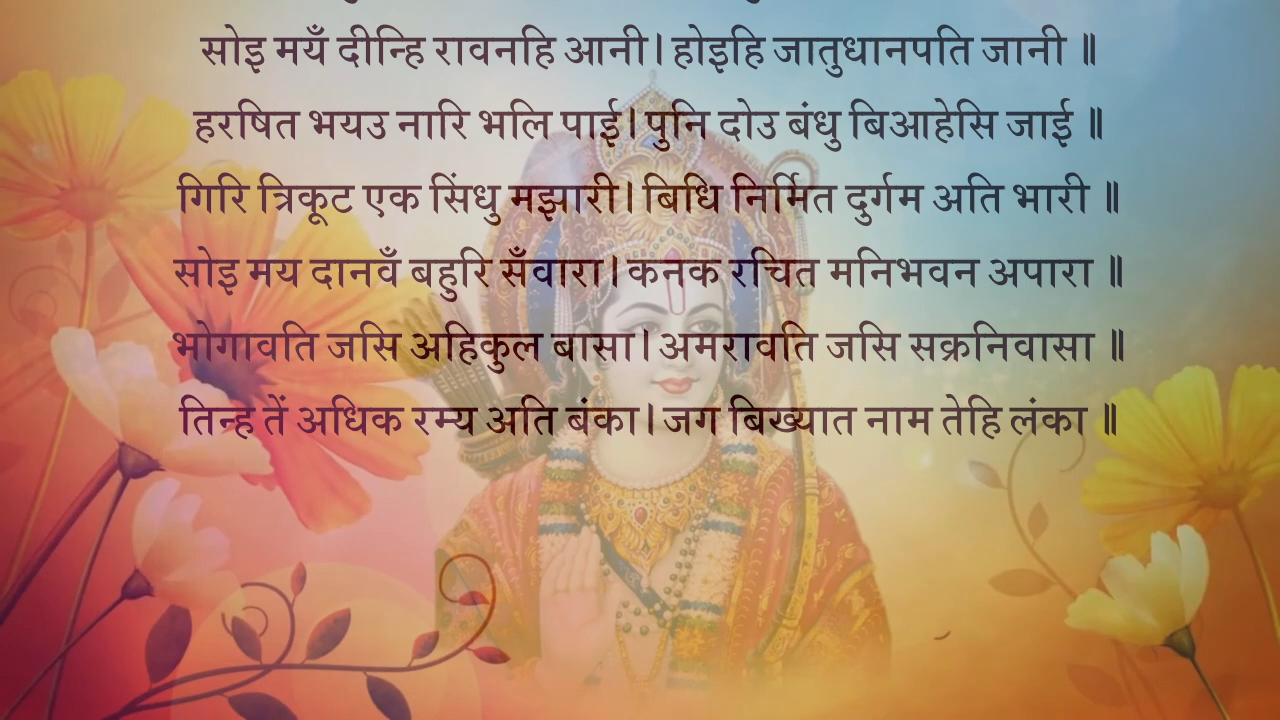 सोइ मयँ दीन्हि रावनहि आनी। होइहि जातुधानपति जानी ॥
हरषित भयउ नारि भलि पाई। पुनि दोउ बंधु बिआहेसि जाई ॥
गिरि त्रिकूट एक सिंधु मझारी। बिधि निर्मित दुर्गम अति भारी ॥
सोइ मय दानवँ बहुरि सँवारा। कनक रचित मनिभवन अपारा ॥
भोगावति जसि अहिकुल बासा। अमरावति जसि सक्रनिवासा ॥
तिन्ह तें अधिक रम्य अति बंका। जग बिख्यात नाम तेहि लंका ॥